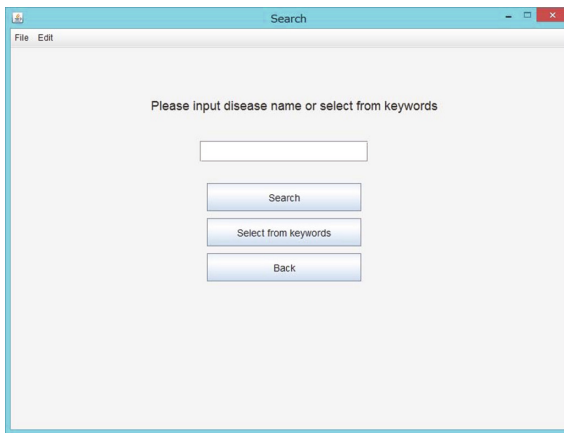 Search
File Edit
Please input disease name or select from keywords
Search
Select from keywords
Back